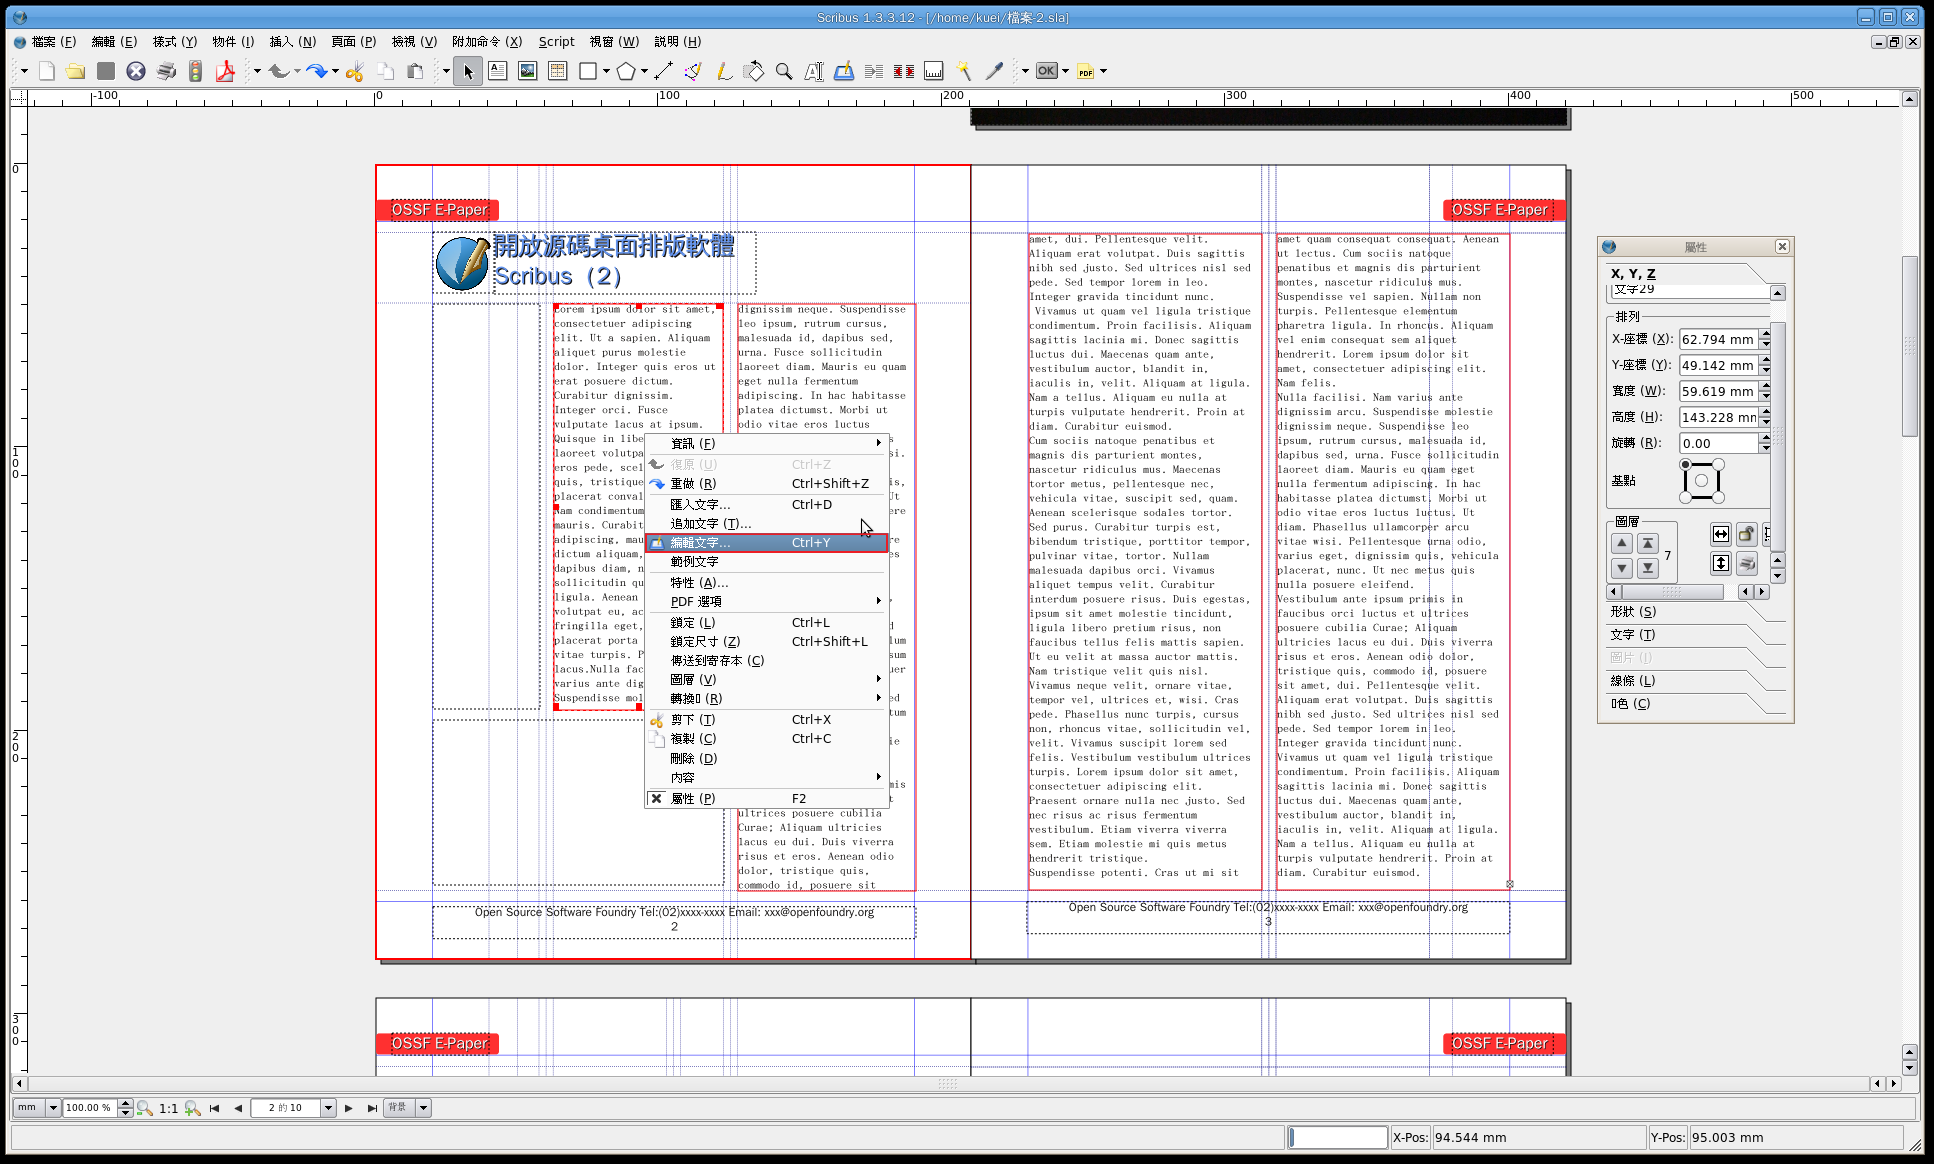 Scribus 1.3.3.12 - [/home/kuei/檔案-2.sla]
檔案 (F) 編輯 (E) 樣式 (Y) 物件 (I) 插入 (N) 頁面 (P) 檢視 (V) 附加命令 (X) Script 視窗 (W) 說明 (H)
OK PDF
-100 0 100 200 300 400 500
0
100
200
300
OSSF E-Paper
開放源碼桌面排版軟體
Scribus（2）
Lorem ipsum dolor sit amet,
consectetuer adipiscing
elit. Ut a sapien. Aliquam
aliquet purus molestie
dolor. Integer quis eros ut
erat posuere dictum.
Curabitur dignissim.
Integer orci. Fusce
vulputate lacus at ipsum.
Quisque in libe
laoreet volutpa
eros pede, scel
quis, tristique
placerat conval
Nam condimentum
mauris. Curabit
adipiscing, mau
dictum aliquam,
dapibus diam, n
sollicitudin qu
ligula. Aenean
volutpat eu, ac
fringilla eget,
placerat porta
vitae turpis. P
lacus.Nulla fac
varius ante dig
Suspendisse mol
dignissim neque. Suspendisse
leo ipsum, rutrum cursus,
malesuada id, dapibus sed,
urna. Fusce sollicitudin
laoreet diam. Mauris eu quam
eget nulla fermentum
adipiscing. In hac habitasse
platea dictumst. Morbi ut
odio vitae eros luctus
ultrices posuere cubilia
Curae; Aliquam ultricies
lacus eu dui. Duis viverra
risus et eros. Aenean odio
dolor, tristique quis,
commodo id, posuere sit
資訊 (F)
復原 (U) Ctrl+Z
重做 (R) Ctrl+Shift+Z
匯入文字... Ctrl+D
追加文字 (T)...
編輯文字... Ctrl+Y
範例文字
特性 (A)...
PDF 選項
鎖定 (L) Ctrl+L
鎖定尺寸 (Z) Ctrl+Shift+L
傳送到寄存本 (C)
圖層 (V)
轉換 (R)
剪下 (T) Ctrl+X
複製 (C) Ctrl+C
刪除 (D)
內容
屬性 (P) F2
Open Source Software Foundry Tel:(02)xxxx-xxxx Email: xxx@openfoundry.org
2
OSSF E-Paper
amet, dui. Pellentesque velit.
Aliquam erat volutpat. Duis sagittis
nibh sed justo. Sed ultrices nisl sed
pede. Sed tempor lorem in leo.
Integer gravida tincidunt nunc.
Vivamus ut quam vel ligula tristique
condimentum. Proin facilisis. Aliquam
sagittis lacinia mi. Donec sagittis
luctus dui. Maecenas quam ante,
vestibulum auctor, blandit in,
iaculis in, velit. Aliquam at ligula.
Nam a tellus. Aliquam eu nulla at
turpis vulputate hendrerit. Proin at
diam. Curabitur euismod.
Cum sociis natoque penatibus et
magnis dis parturient montes,
nascetur ridiculus mus. Maecenas
tortor metus, pellentesque nec,
vehicula vitae, suscipit sed, quam.
Aenean scelerisque sodales tortor.
Sed purus. Curabitur turpis est,
bibendum tristique, porttitor tempor,
pulvinar vitae, tortor. Nullam
malesuada dapibus orci. Vivamus
aliquet tempus velit. Curabitur
interdum posuere risus. Duis egestas,
ipsum sit amet molestie tincidunt,
ligula libero pretium risus, non
faucibus tellus felis mattis sapien.
Ut eu velit at massa auctor mattis.
Nam tristique velit quis nisl.
Vivamus neque velit, ornare vitae,
tempor vel, ultrices et, wisi. Cras
pede. Phasellus nunc turpis, cursus
non, rhoncus vitae, sollicitudin vel,
velit. Vivamus suscipit lorem sed
felis. Vestibulum vestibulum ultrices
turpis. Lorem ipsum dolor sit amet,
consectetuer adipiscing elit.
Praesent ornare nulla nec justo. Sed
nec risus ac risus fermentum
vestibulum. Etiam viverra viverra
sem. Etiam molestie mi quis metus
hendrerit tristique.
Suspendisse potenti. Cras ut mi sit
amet quam consequat consequat. Aenean
ut lectus. Cum sociis natoque
penatibus et magnis dis parturient
montes, nascetur ridiculus mus.
Suspendisse vel sapien. Nullam non
turpis. Pellentesque elementum
pharetra ligula. In rhoncus. Aliquam
vel enim consequat sem aliquet
hendrerit. Lorem ipsum dolor sit
amet, consectetuer adipiscing elit.
Nam felis.
Nulla facilisi. Nam varius ante
dignissim arcu. Suspendisse molestie
dignissim neque. Suspendisse leo
ipsum, rutrum cursus, malesuada id,
dapibus sed, urna. Fusce sollicitudin
laoreet diam. Mauris eu quam eget
nulla fermentum adipiscing. In hac
habitasse platea dictumst. Morbi ut
odio vitae eros luctus luctus. Ut
diam. Phasellus ullamcorper arcu
vitae wisi. Pellentesque urna odio,
varius eget, dignissim quis, vehicula
placerat, nunc. Ut nec metus quis
nulla posuere eleifend.
Vestibulum ante ipsum primis in
faucibus orci luctus et ultrices
posuere cubilia Curae; Aliquam
ultricies lacus eu dui. Duis viverra
risus et eros. Aenean odio dolor,
tristique quis, commodo id, posuere
sit amet, dui. Pellentesque velit.
Aliquam erat volutpat. Duis sagittis
nibh sed justo. Sed ultrices nisl sed
pede. Sed tempor lorem in leo.
Integer gravida tincidunt nunc.
Vivamus ut quam vel ligula tristique
condimentum. Proin facilisis. Aliquam
sagittis lacinia mi. Donec sagittis
luctus dui. Maecenas quam ante,
vestibulum auctor, blandit in,
iaculis in, velit. Aliquam at ligula.
Nam a tellus. Aliquam eu nulla at
turpis vulputate hendrerit. Proin at
diam. Curabitur euismod.
Open Source Software Foundry Tel:(02)xxxx-xxxx Email: xxx@openfoundry.org
3
屬性
X, Y, Z
文字29
排列
X-座標 (X): 62.794 mm
Y-座標 (Y): 49.142 mm
寬度 (W): 59.619 mm
高度 (H): 143.228 mm
旋轉 (R): 0.00
基點
圖層
7
形狀 (S)
文字 (T)
圖片 (I)
線條 (L)
色 (C)
OSSF E-Paper
OSSF E-Paper
mm 100.00 % 1:1 2 的 10 背景
X-Pos: 94.544 mm Y-Pos: 95.003 mm